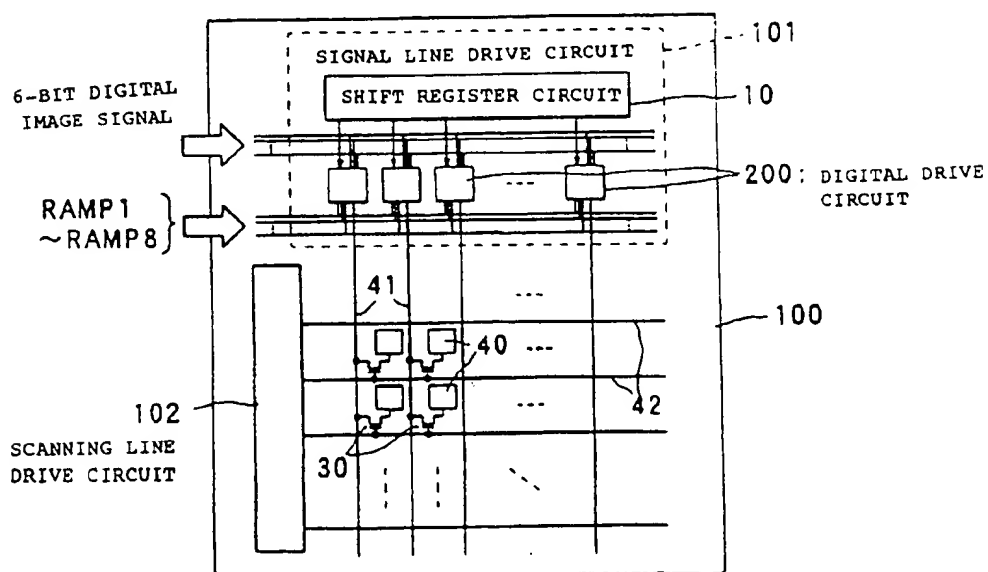 101
SIGNAL LINE DRIVE CIRCUIT
6-BIT DIGITAL
IMAGE SIGNAL
SHIFT REGISTER CIRCUIT
10
200: DIGITAL DRIVE
CIRCUIT
RAMP1
~RAMP8
41
100
40
42
102
SCANNING LINE
DRIVE CIRCUIT
30